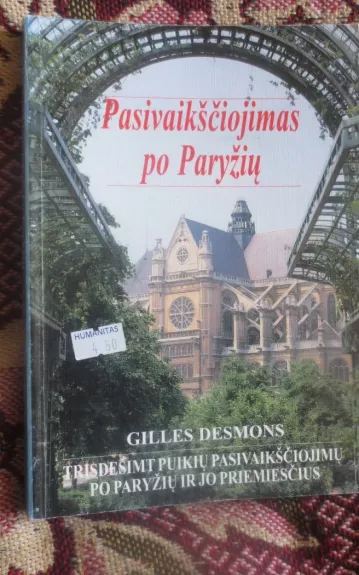 Pasivaikščiojimas
po Paryžių
HUMANITAS
4.50
GILLES DESMONS
TRISDEŠIMT PUIKIŲ PASIVAIKŠČIOJIMŲ
PO PARYŽIŲ IR JO PRIEMIESČIUS